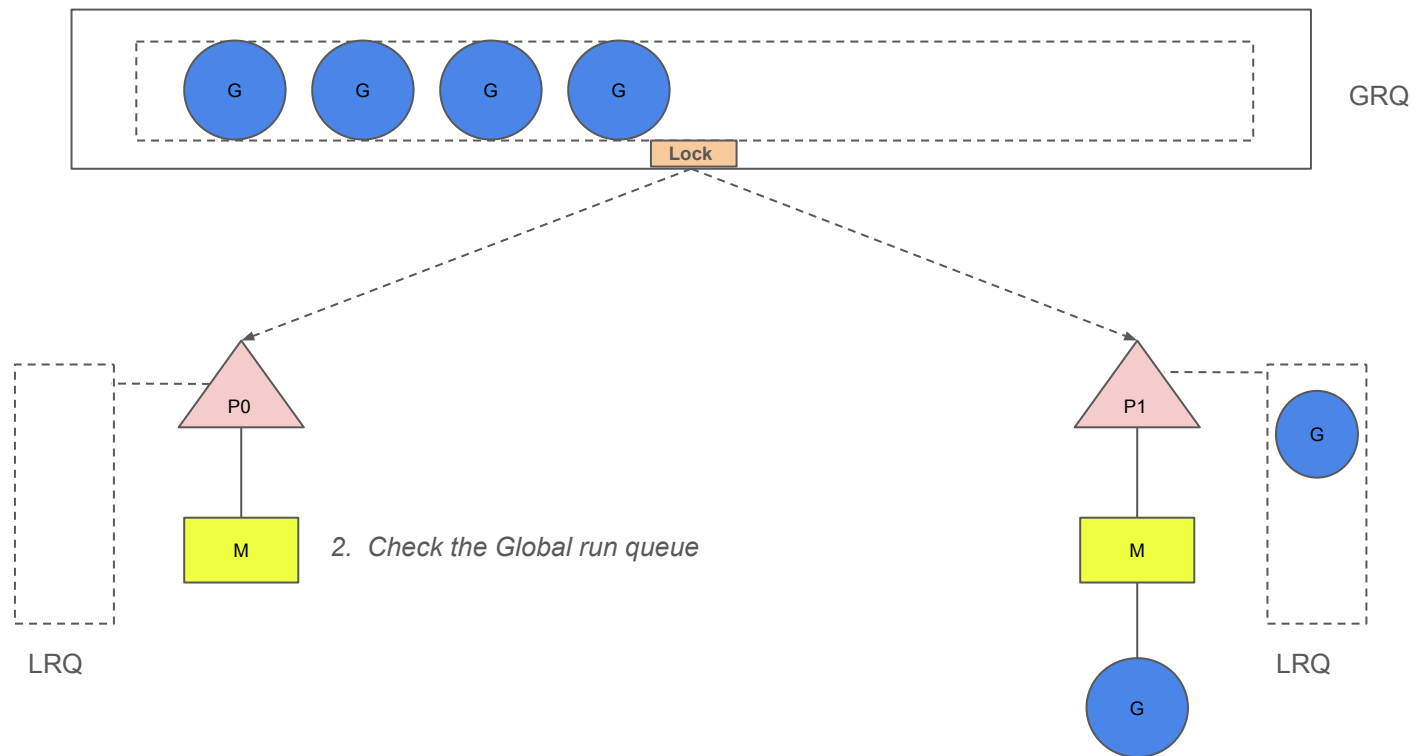 G G G G
GRQ
Lock
P0
P1
G
M
2. Check the Global run queue
M
LRQ
LRQ
G